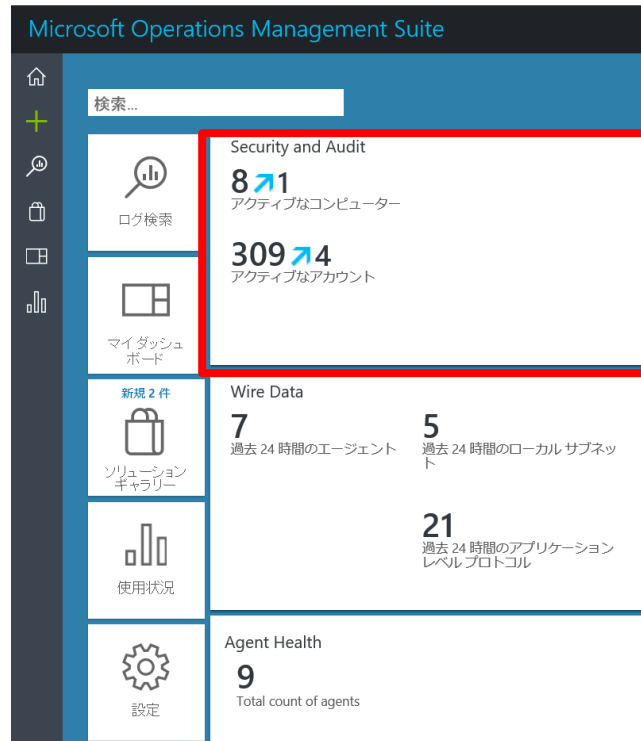 Microsoft Operations Management Suite
検索...
ログ検索
マイ ダッシュ
ボード
新規 2 件
ソリューション
ギャラリー
使用状況
設定
Security and Audit
8 1
アクティブなコンピューター
309 4
アクティブなアカウント
Wire Data
7
過去 24 時間のエージェント
5
過去 24 時間のローカル サブネッ
ト
21
過去 24 時間のアプリケーション
レベル プロトコル
Agent Health
9
Total count of agents